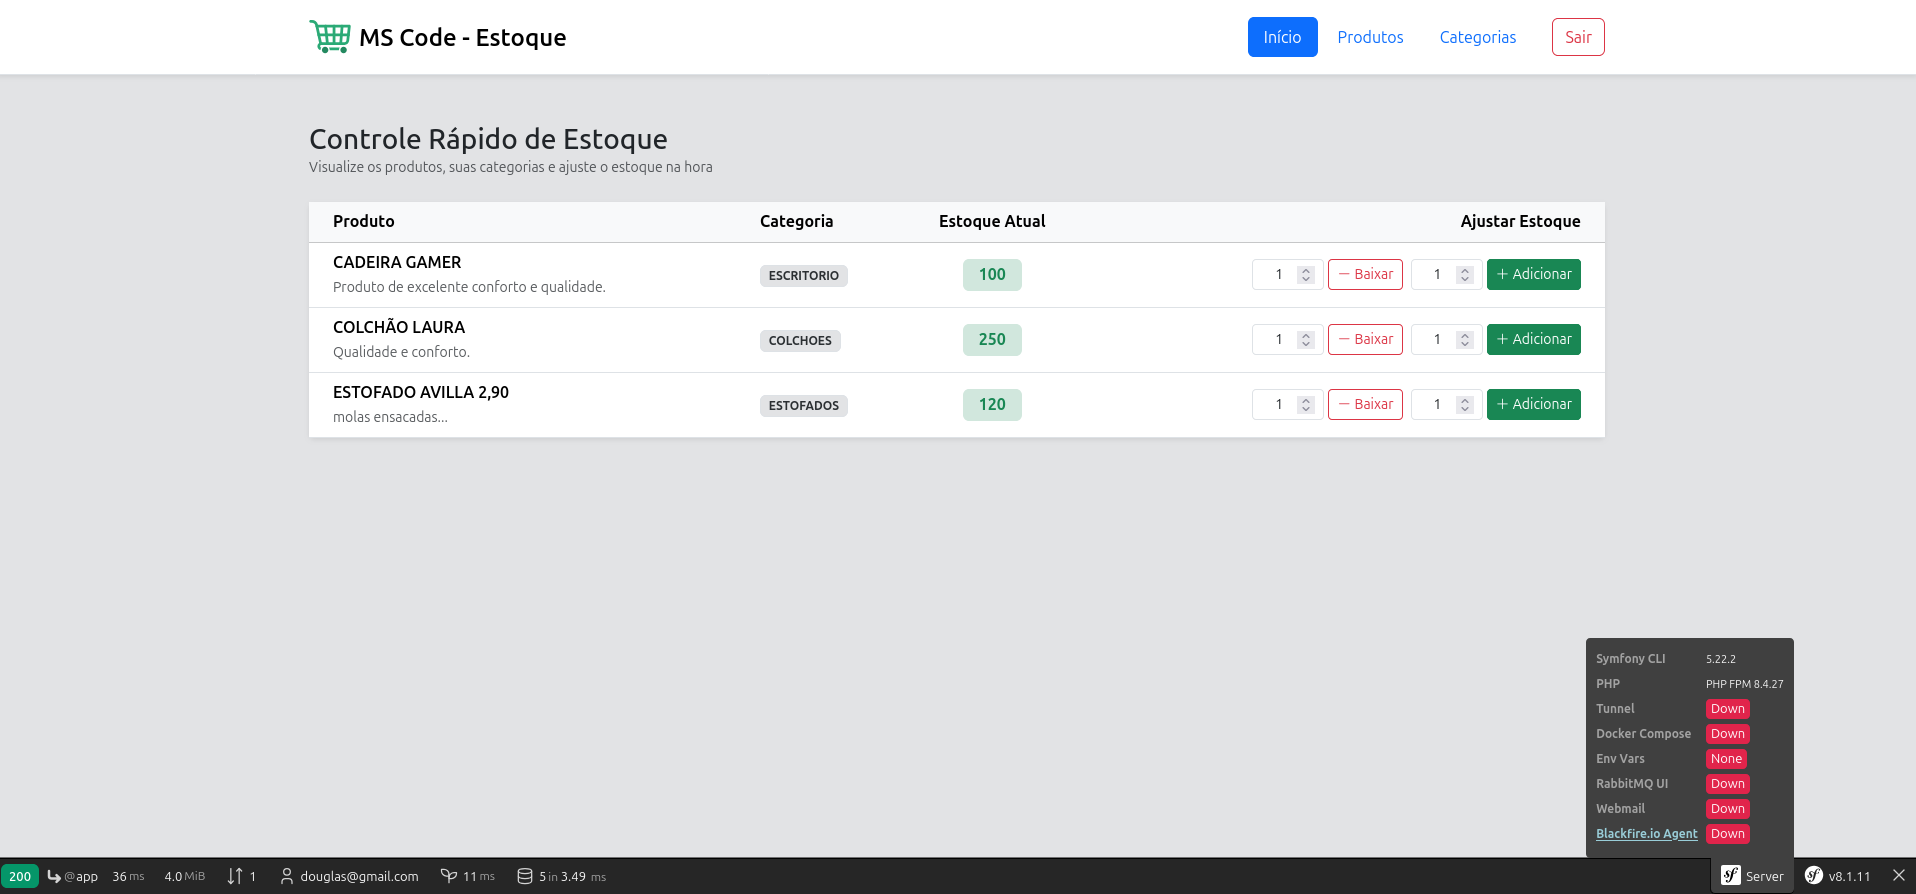 MS Code - Estoque
Início Produtos Categorias Sair
Controle Rápido de Estoque
Visualize os produtos, suas categorias e ajuste o estoque na hora
Produto Categoria Estoque Atual Ajustar Estoque
CADEIRA GAMER
Produto de excelente conforto e qualidade.
ESCRITORIO 100 1 — Baixar 1 + Adicionar
COLCHÃO LAURA
Qualidade e conforto.
COLCHOES 250 1 — Baixar 1 + Adicionar
ESTOFADO AVILLA 2,90
molas ensacadas...
ESTOFADOS 120 1 — Baixar 1 + Adicionar
Symfony CLI 5.22.2
PHP PHP FPM 8.4.27
Tunnel Down
Docker Compose Down
Env Vars None
RabbitMQ UI Down
Webmail Down
Blackfire.io Agent Down
200 @ app 36 ms 4.0 MiB 1 douglas@gmail.com 11 ms 5 in 3.49 ms Server v8.1.11